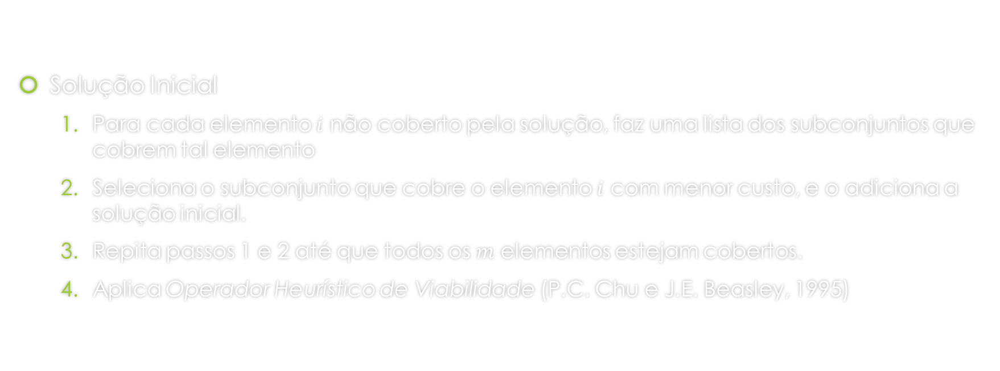 Solução Inicial
1. Para cada elemento i não coberto pela solução, faz uma lista dos subconjuntos que
cobrem tal elemento
2. Seleciona o subconjunto que cobre o elemento i com menor custo, e o adiciona a
solução inicial.
3. Repita passos 1 e 2 até que todos os m elementos estejam cobertos.
4. Aplica Operador Heurístico de Viabilidade (P.C. Chu e J.E. Beasley, 1995)